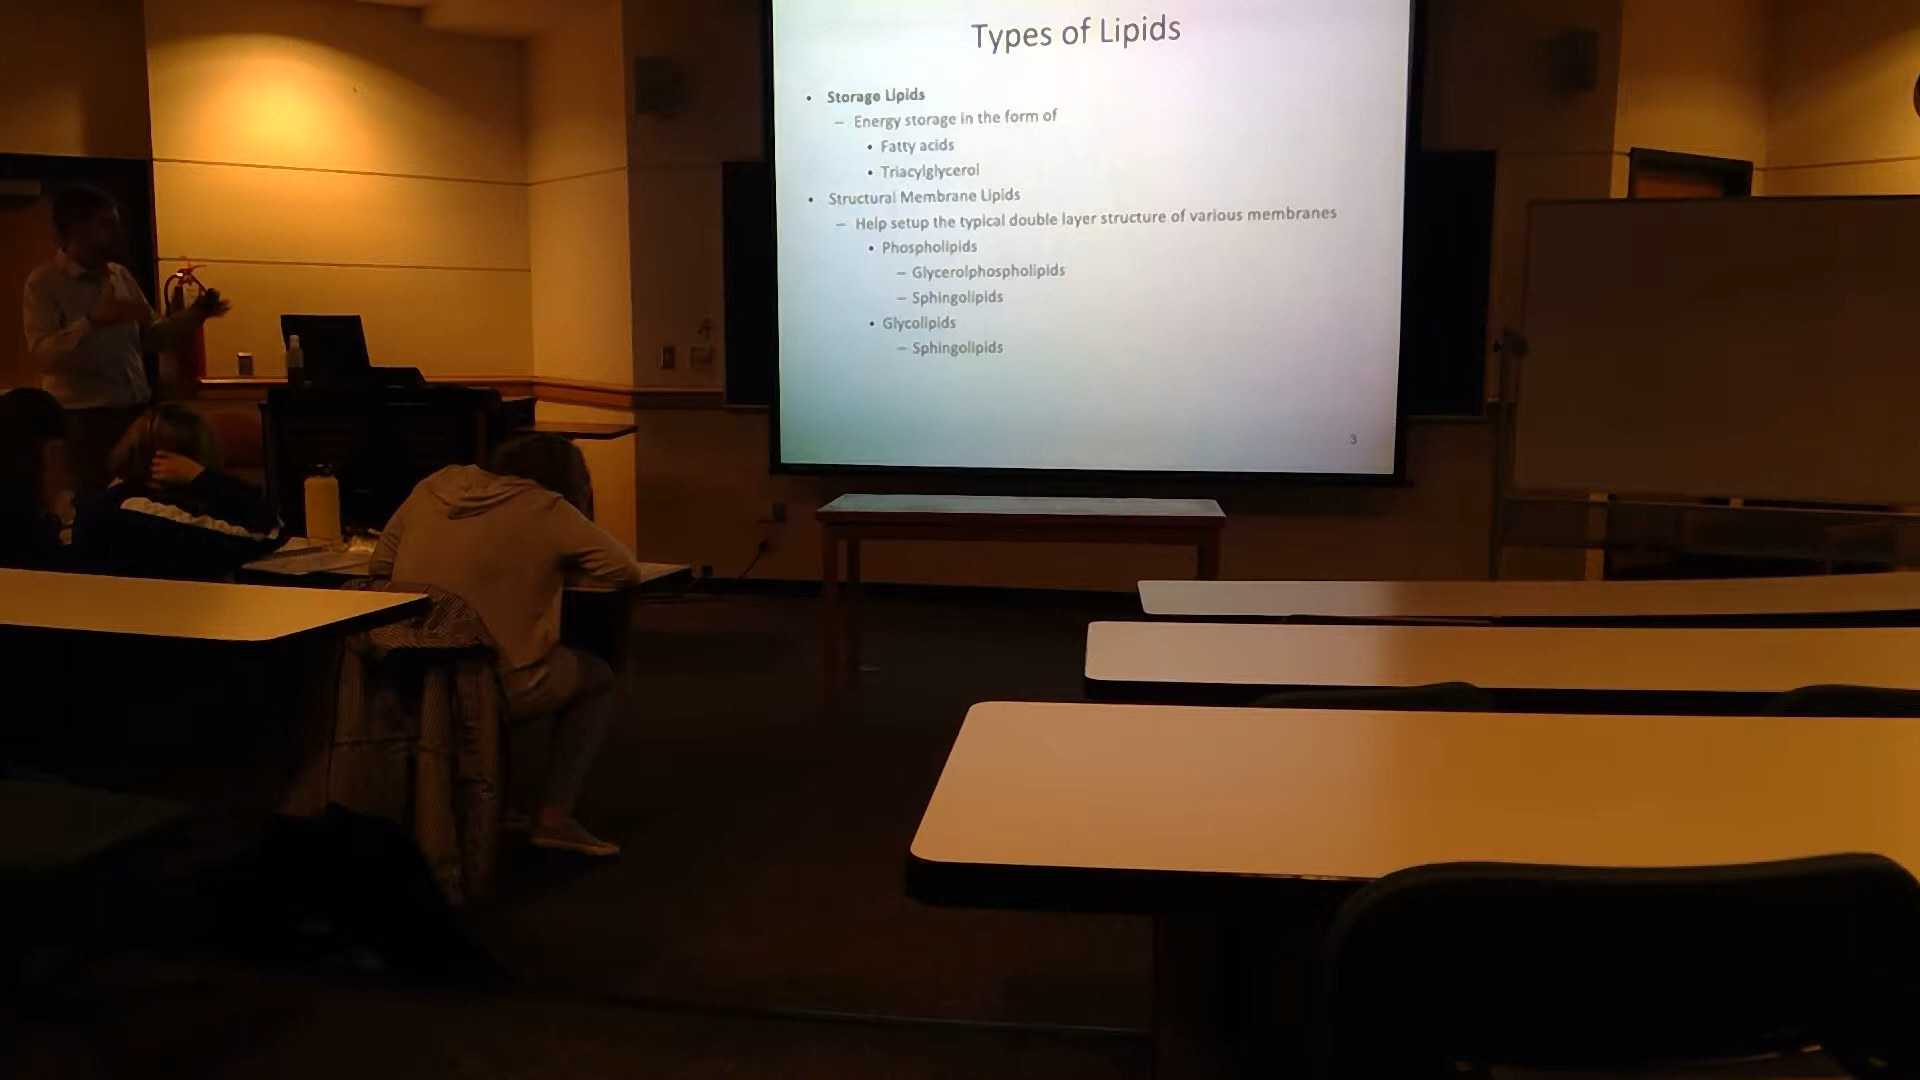 Types of Lipids
• Storage Lipids
– Energy storage in the form of
• Fatty acids
• Triacylglycerol
• Structural Membrane Lipids
– Help setup the typical double layer structure of various membranes
• Phospholipids
– Glycerolphospholipids
– Sphingolipids
• Glycolipids
– Sphingolipids
3